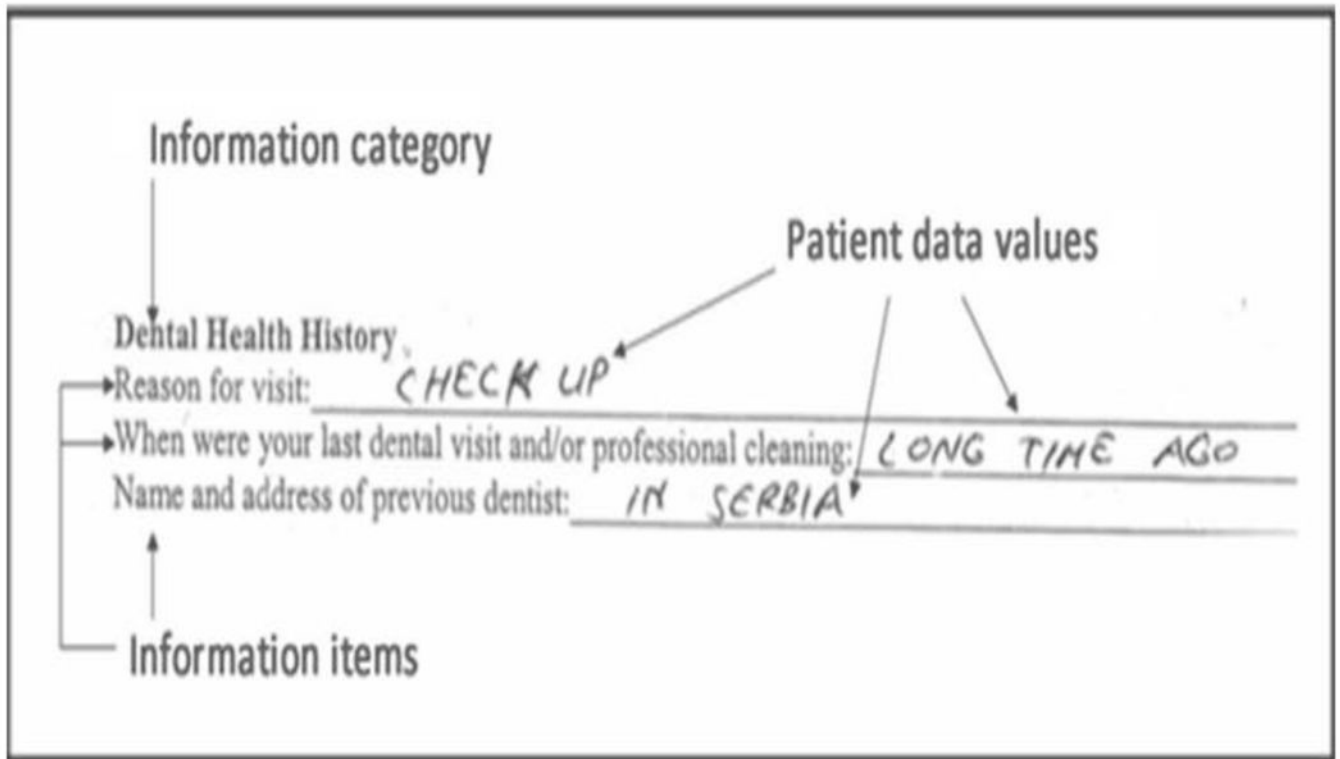 Information category
Patient data values
Dental Health History
Reason for visit: CHECK UP
When were your last dental visit and/or professional cleaning: LONG TIME AGO
Name and address of previous dentist: IN SERBIA
Information items